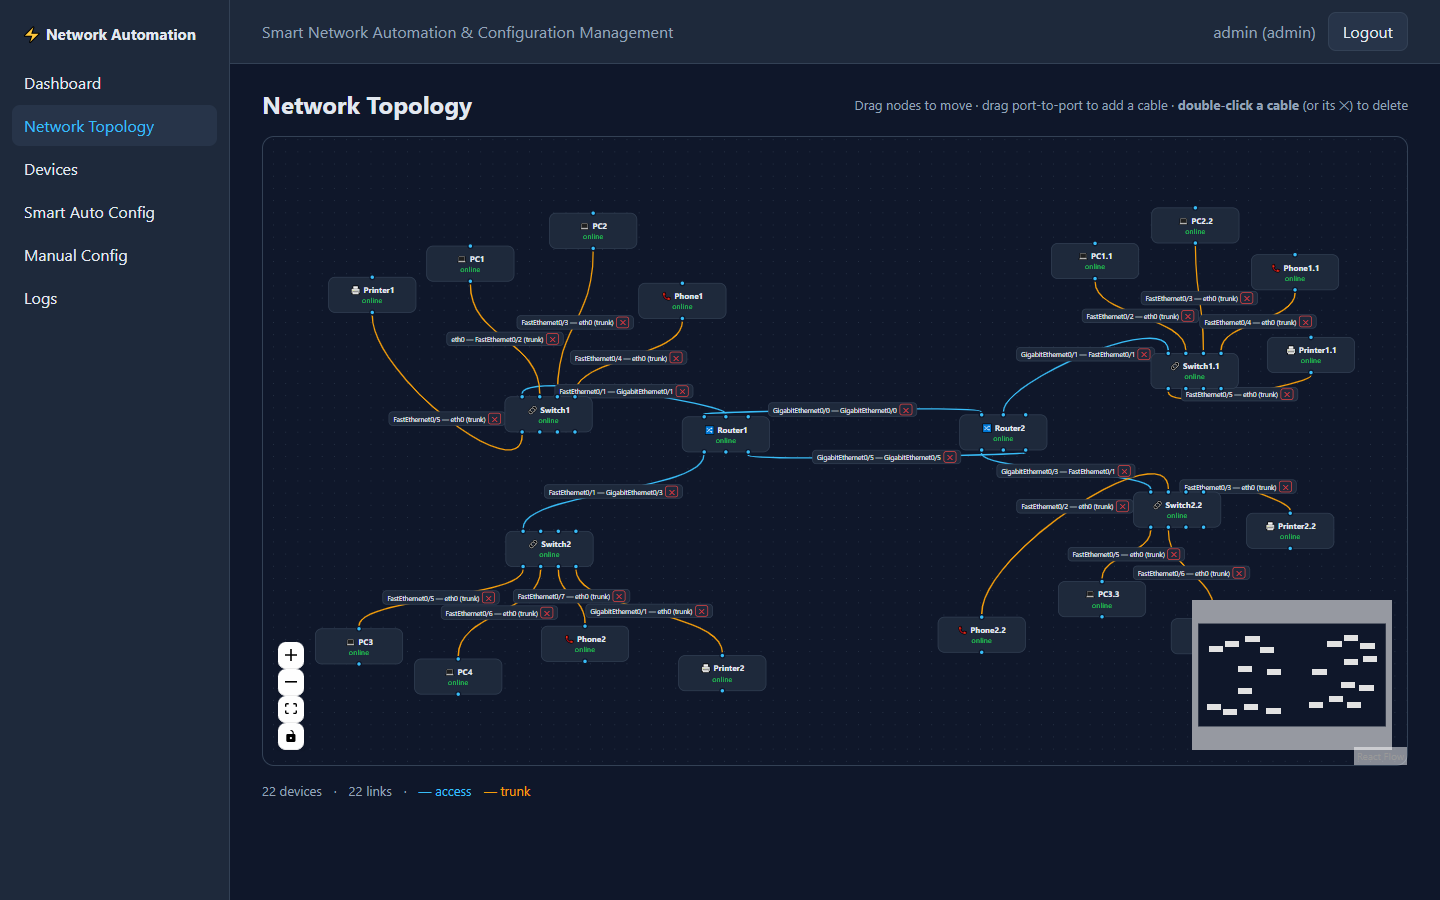 Network Automation
Smart Network Automation & Configuration Management
admin (admin)
Logout
Dashboard
Network Topology
Devices
Smart Auto Config
Manual Config
Logs
Network Topology
Drag nodes to move · drag port-to-port to add a cable · double-click a cable (or its ✕) to delete
PC2
online
PC1
online
Printer1
online
Phone1
online
FastEthernet0/3 — eth0 (trunk)
eth0 — FastEthernet0/2 (trunk)
FastEthernet0/4 — eth0 (trunk)
FastEthernet0/1 — GigabitEthernet0/1
FastEthernet0/5 — eth0 (trunk)
Switch1
online
Router1
online
GigabitEthernet0/0 — GigabitEthernet0/0
GigabitEthernet0/5 — GigabitEthernet0/5
FastEthernet0/1 — GigabitEthernet0/3
Switch2
online
FastEthernet0/5 — eth0 (trunk)
FastEthernet0/7 — eth0 (trunk)
FastEthernet0/6 — eth0 (trunk)
GigabitEthernet0/1 — eth0 (trunk)
PC3
online
PC4
online
Phone2
online
Printer2
online
PC2.2
online
PC1.1
online
Phone1.1
online
FastEthernet0/3 — eth0 (trunk)
FastEthernet0/2 — eth0 (trunk)
FastEthernet0/4 — eth0 (trunk)
GigabitEthernet0/1 — FastEthernet0/1
Printer1.1
online
Switch1.1
online
FastEthernet0/5 — eth0 (trunk)
Router2
online
GigabitEthernet0/3 — FastEthernet0/1
FastEthernet0/3 — eth0 (trunk)
FastEthernet0/2 — eth0 (trunk)
Switch2.2
online
Printer2.2
online
FastEthernet0/5 — eth0 (trunk)
FastEthernet0/6 — eth0 (trunk)
PC3.3
online
Phone2.2
online
React Flow
22 devices · 22 links · — access — trunk